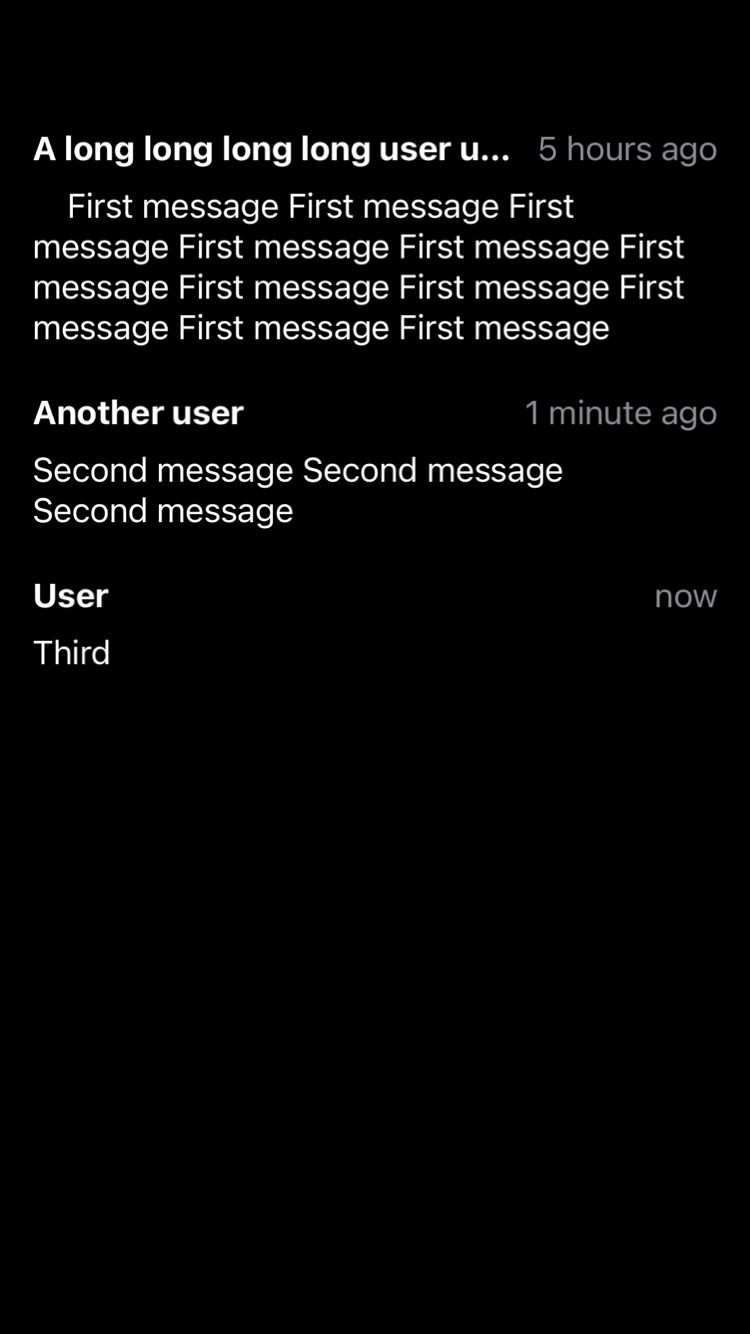 A long long long long user u... 5 hours ago
First message First message First
message First message First message First
message First message First message First
message First message First message
Another user 1 minute ago
Second message Second message
Second message
User now
Third